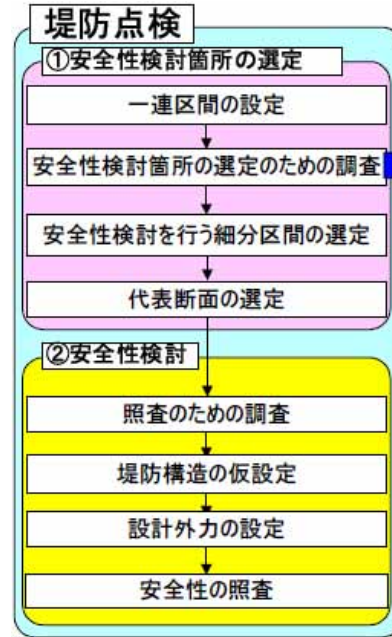 堤防点検
①安全性検討箇所の選定
一連区間の設定
安全性検討箇所の選定のための調査
安全性検討を行う細分区間の選定
代表断面の選定
②安全性検討
照査のための調査
堤防構造の仮設定
設計外力の設定
安全性の照査